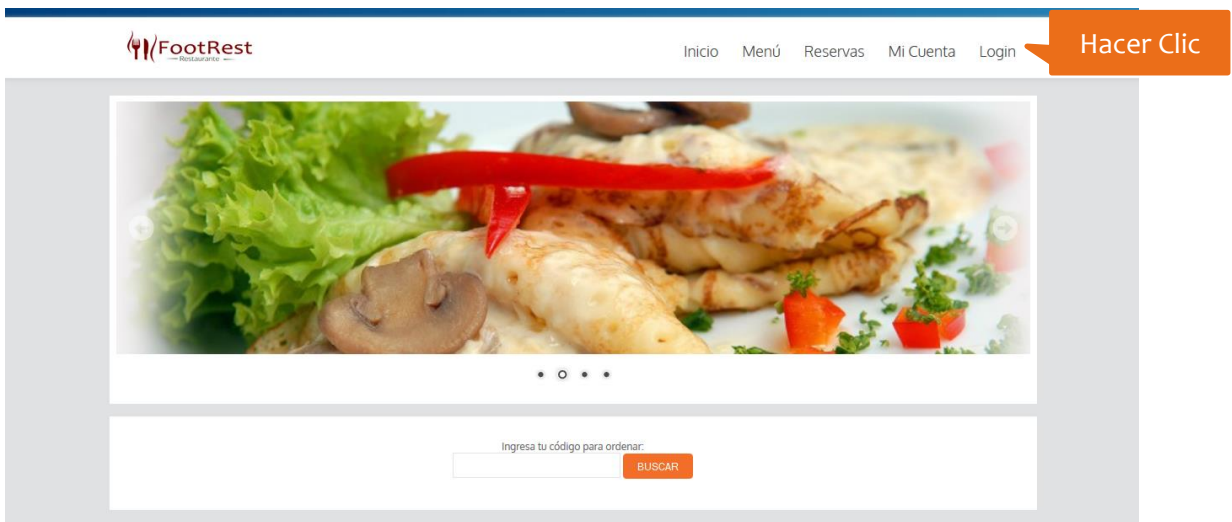 FootRest
Restaurante
Inicio Menú Reservas Mi Cuenta Login
Hacer Clic
Ingresa tu código para ordenar:
BUSCAR